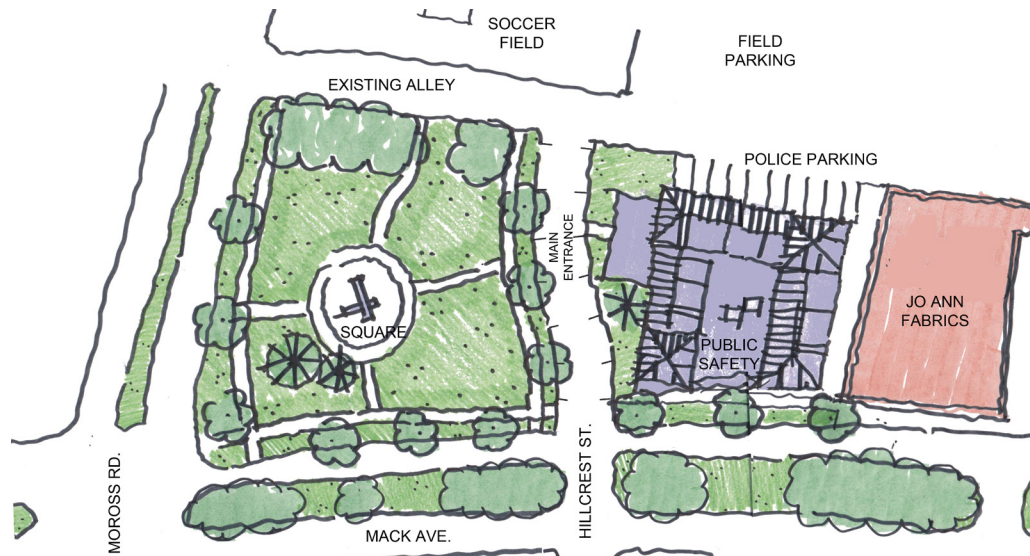 SOCCER
FIELD
FIELD
PARKING
EXISTING ALLEY
POLICE PARKING
MAIN
ENTRANCE
SQUARE
PUBLIC
SAFETY
JO ANN
FABRICS
MOROSS RD.
HILLCREST ST.
MACK AVE.